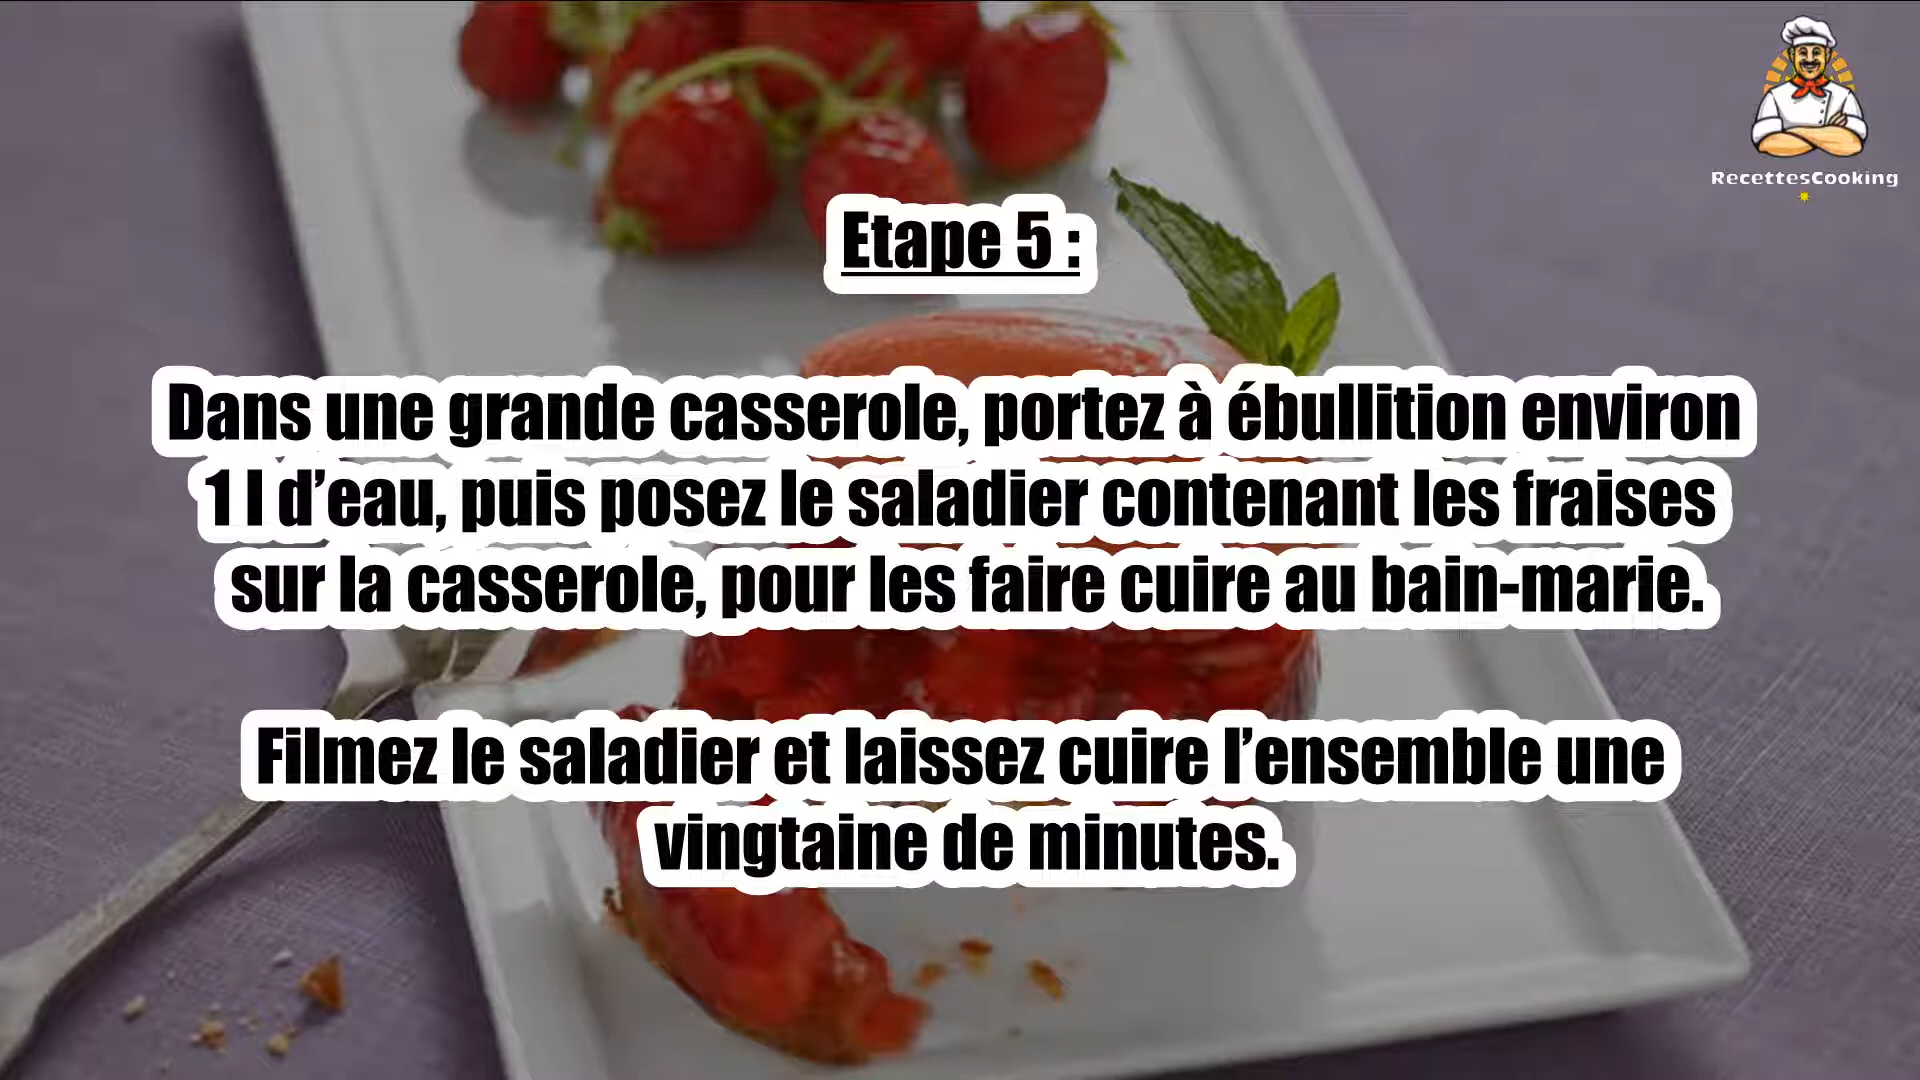 RecettesCooking
Etape 5 :
Dans une grande casserole, portez à ébullition environ
1 l d’eau, puis posez le saladier contenant les fraises
sur la casserole, pour les faire cuire au bain-marie.
Filmez le saladier et laissez cuire l’ensemble une
vingtaine de minutes.